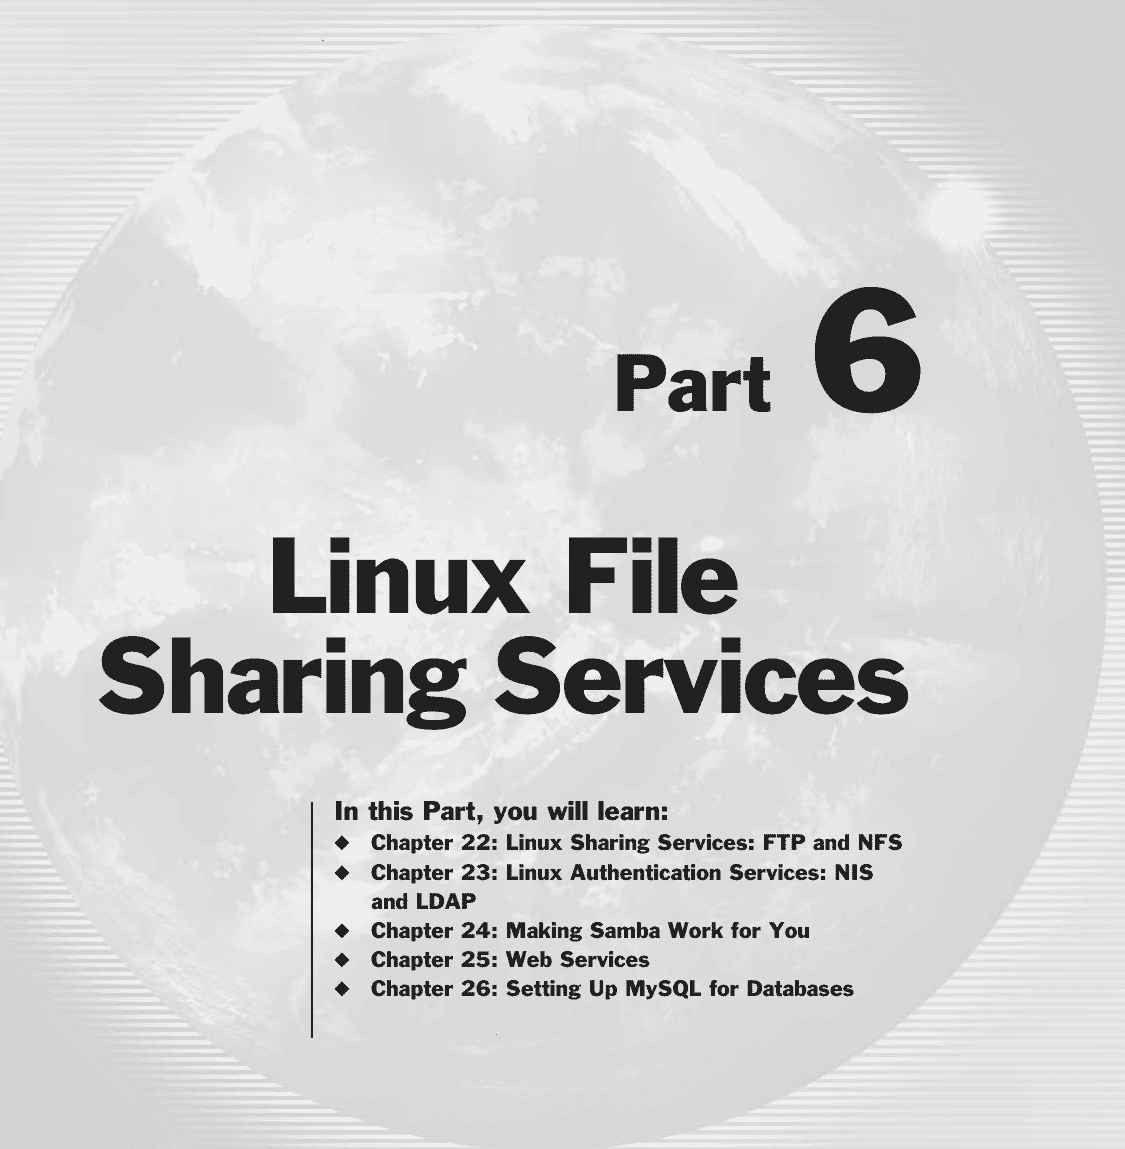 Part 6
Linux File
Sharing Services
In this Part, you will learn:
◆ Chapter 22: Linux Sharing Services: FTP and NFS
◆ Chapter 23: Linux Authentication Services: NIS
and LDAP
◆ Chapter 24: Making Samba Work for You
◆ Chapter 25: Web Services
◆ Chapter 26: Setting Up MySQL for Databases